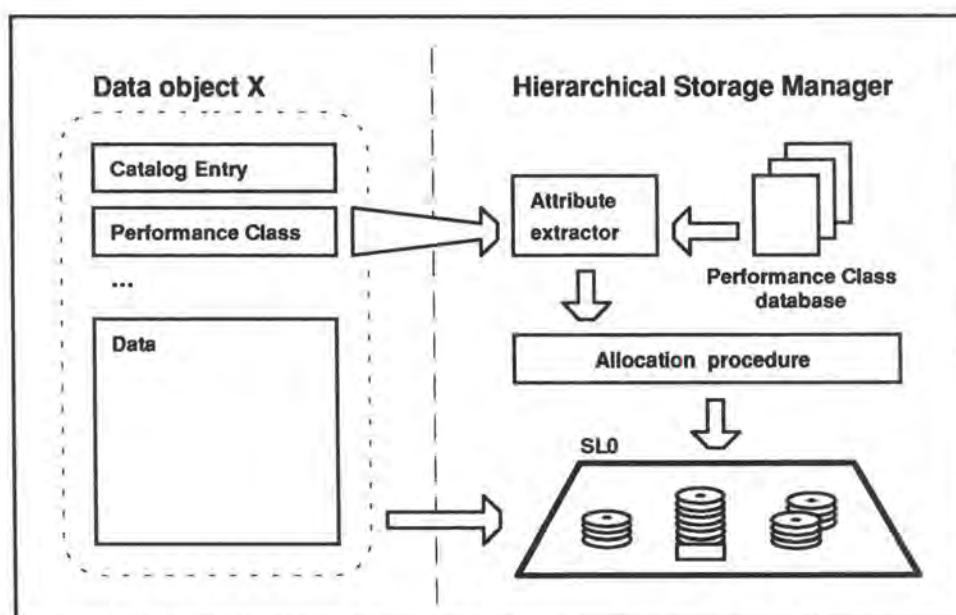 Data object X
Catalog Entry
Performance Class
...
Data
Hierarchical Storage Manager
Attribute
extractor
Performance Class
database
Allocation procedure
SL0